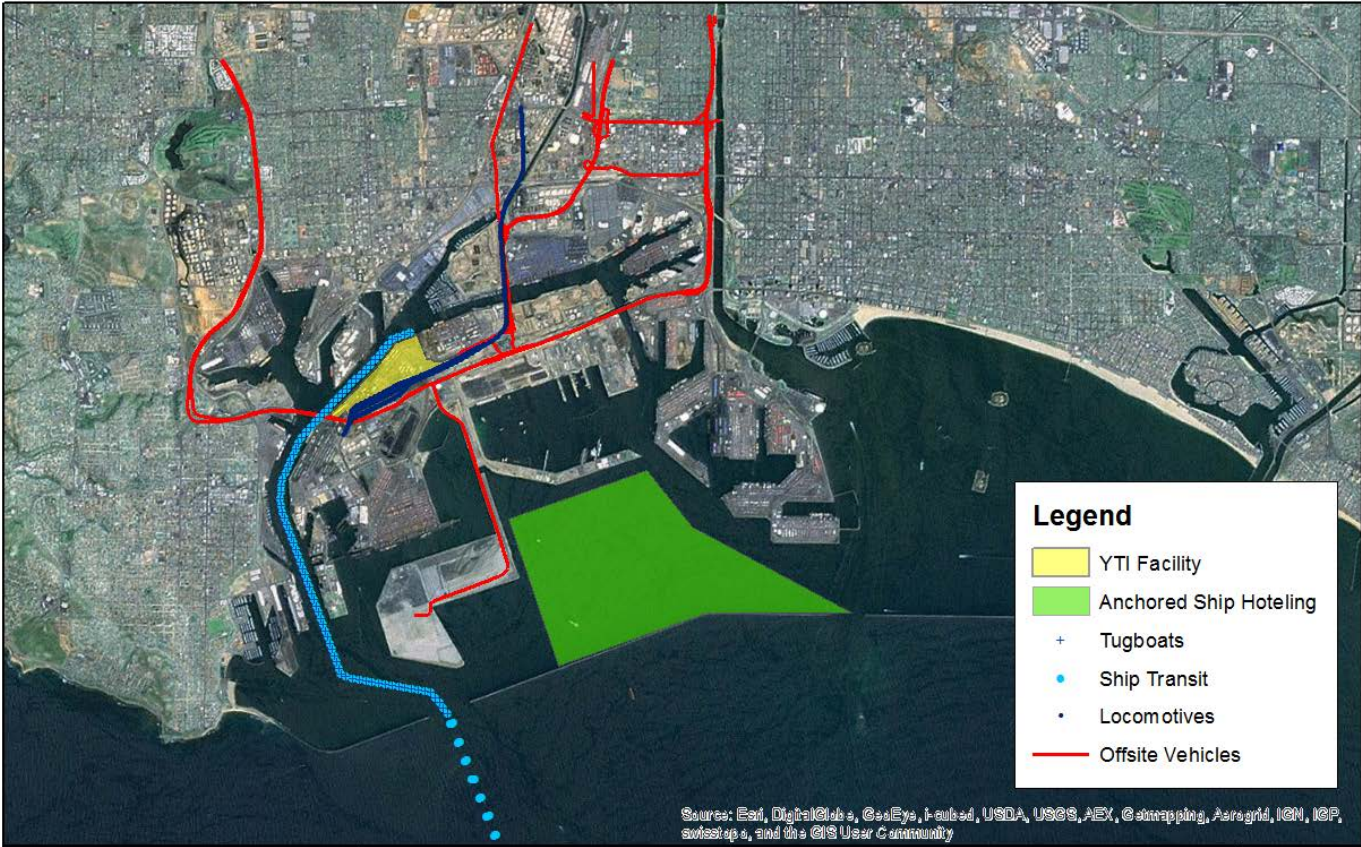 Legend
YTI Facility
Anchored Ship Hoteling
Tugboats
Ship Transit
Locomotives
Offsite Vehicles
Source: Esri, DigitalGlobe, GeoEye, i-cubed, USDA, USGS, AEX, Getmapping, Aerogrid, IGN, IGP,
swisstopo, and the GIS User Community